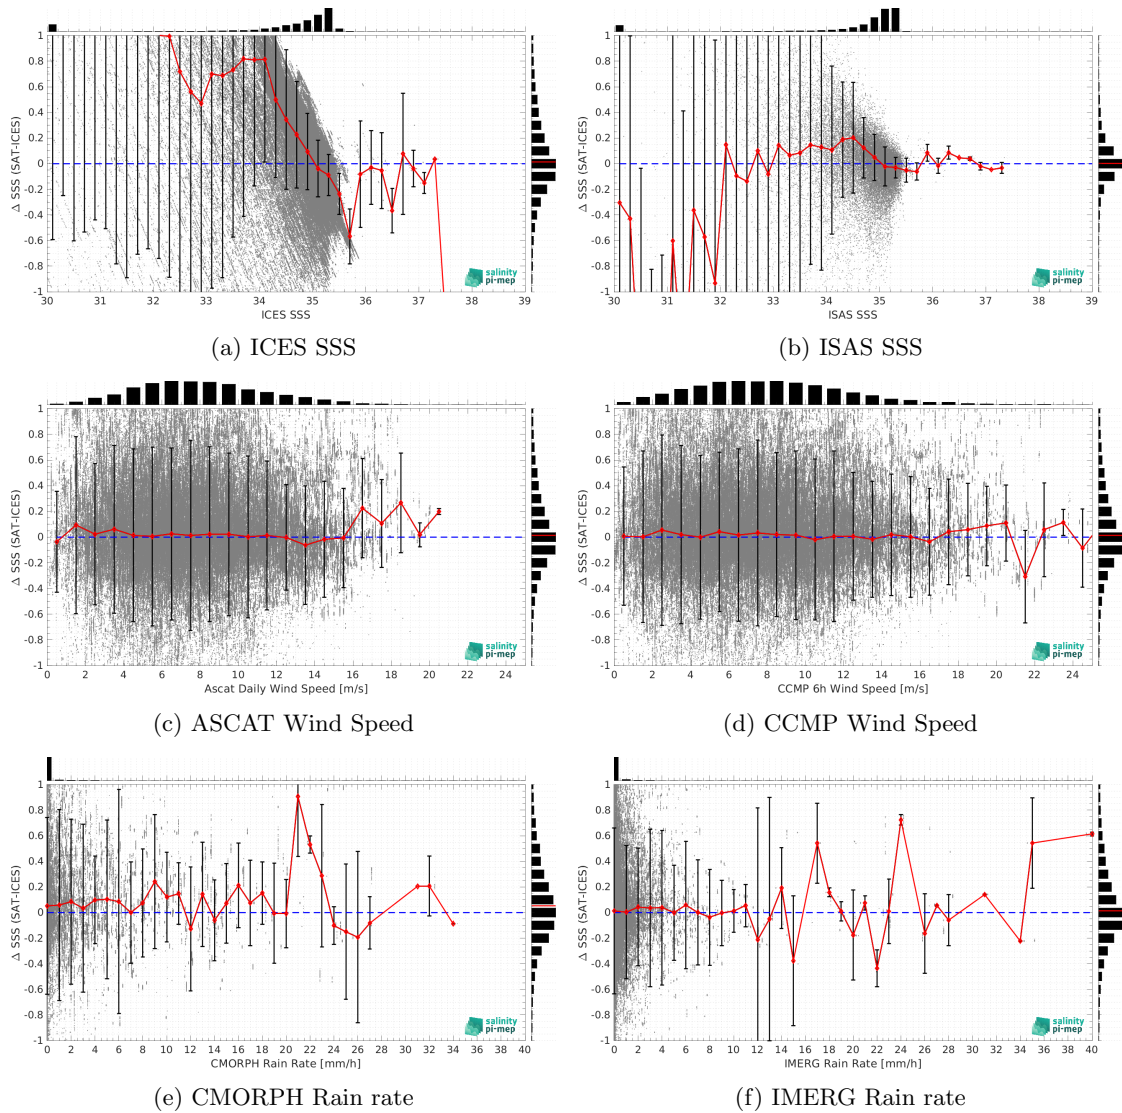 1
0.8
0.6
0.4
0.2
0
-0.2
-0.4
-0.6
-0.8
-1
Δ SSS (SAT-ICES)
30 31 32 33 34 35 36 37 38 39
ICES SSS
salinity
pi-mep
(a) ICES SSS
1
0.8
0.6
0.4
0.2
0
-0.2
-0.4
-0.6
-0.8
-1
Δ SSS (SAT-ICES)
30 31 32 33 34 35 36 37 38 39
ISAS SSS
salinity
pi-mep
(b) ISAS SSS
1
0.8
0.6
0.4
0.2
0
-0.2
-0.4
-0.6
-0.8
-1
Δ SSS (SAT-ICES)
0 2 4 6 8 10 12 14 16 18 20 22 24
Ascat Daily Wind Speed [m/s]
salinity
pi-mep
(c) ASCAT Wind Speed
1
0.8
0.6
0.4
0.2
0
-0.2
-0.4
-0.6
-0.8
-1
Δ SSS (SAT-ICES)
0 2 4 6 8 10 12 14 16 18 20 22 24
CCMP 6h Wind Speed [m/s]
salinity
pi-mep
(d) CCMP Wind Speed
1
0.8
0.6
0.4
0.2
0
-0.2
-0.4
-0.6
-0.8
-1
Δ SSS (SAT-ICES)
0 2 4 6 8 10 12 14 16 18 20 22 24 26 28 30 32 34 36 38 40
CMORPH Rain Rate [mm/h]
salinity
pi-mep
(e) CMORPH Rain rate
1
0.8
0.6
0.4
0.2
0
-0.2
-0.4
-0.6
-0.8
-1
Δ SSS (SAT-ICES)
0 2 4 6 8 10 12 14 16 18 20 22 24 26 28 30 32 34 36 38 40
IMERG Rain Rate [mm/h]
salinity
pi-mep
(f) IMERG Rain rate